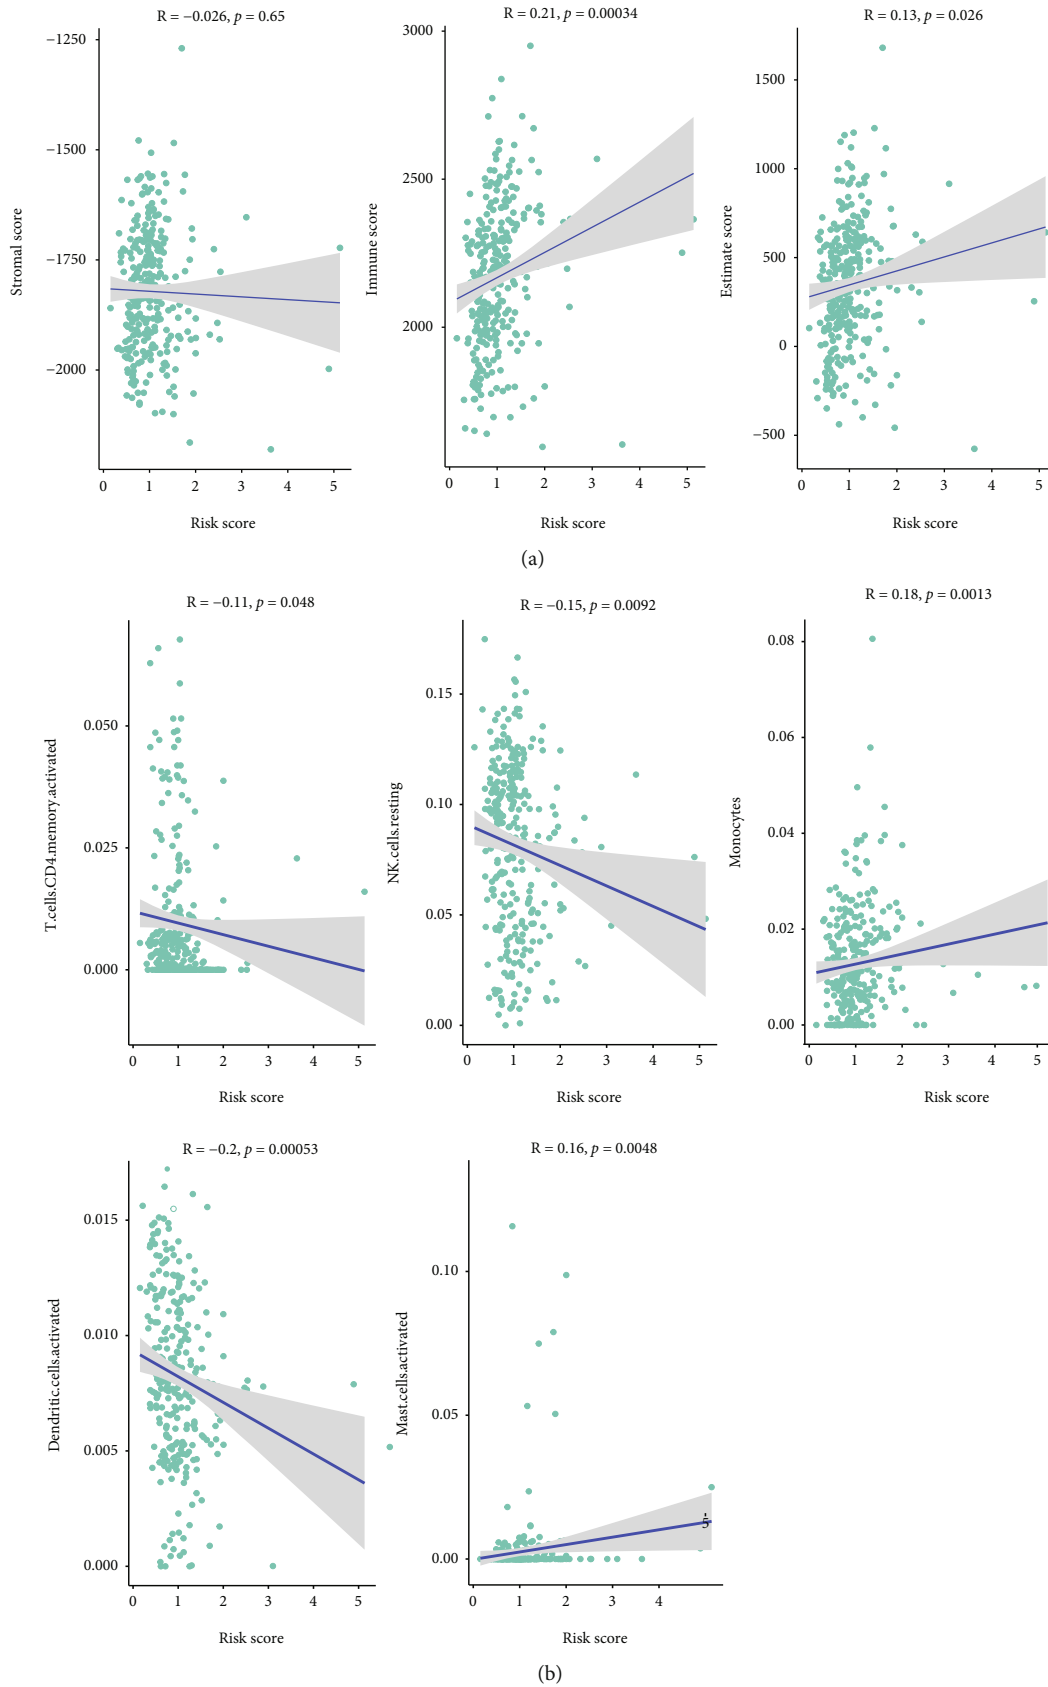 R = −0.026, p = 0.65
−1250
−1500
−1750
−2000
Stromal score
0 1 2 3 4 5
Risk score
R = 0.21, p = 0.00034
3000
2500
2000
Immune score
0 1 2 3 4 5
Risk score
R = 0.13, p = 0.026
1500
1000
500
0
−500
Estimate score
0 1 2 3 4 5
Risk score
(a)
R = −0.11, p = 0.048
0.050
0.025
0.000
T.cells.CD4.memory.activated
0 1 2 3 4 5
Risk score
R = −0.15, p = 0.0092
0.15
0.10
0.05
0.00
NK.cells.resting
0 1 2 3 4 5
Risk score
R = 0.18, p = 0.0013
0.08
0.06
0.04
0.02
0.00
Monocytes
0 1 2 3 4 5
Risk score
R = −0.2, p = 0.00053
0.015
0.010
0.005
0.000
Dendritic.cells.activated
0 1 2 3 4 5
Risk score
R = 0.16, p = 0.0048
0.10
0.05
0.00
Mast.cells.activated
0 1 2 3 4
5
Risk score
(b)